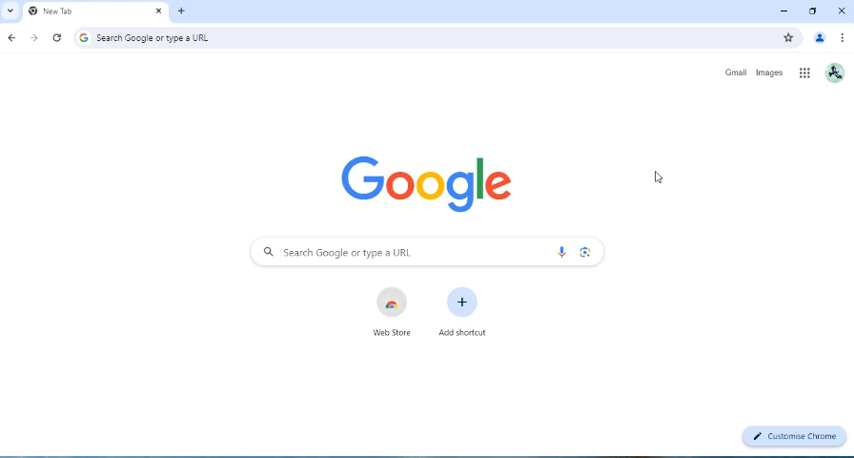 New Tab
Search Google or type a URL
Gmail Images
Google
Search Google or type a URL
Web Store Add shortcut
Customise Chrome